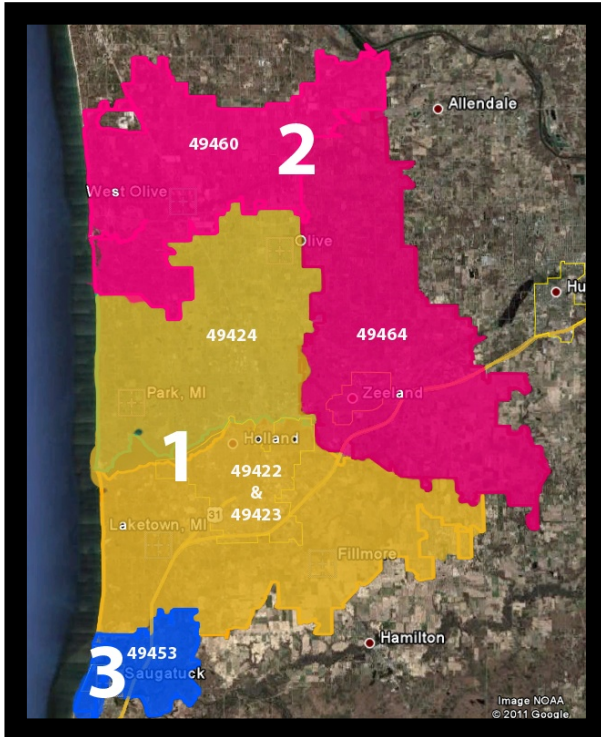 Allendale
49460
2
West Olive
Olive
Hu
49424
49464
Park, MI
Zeeland
1
Holland
49422
&
49423
31
Laketown, MI
Fillmore
Hamilton
49453
3
Saugatuck
Image NOAA
© 2011 Google